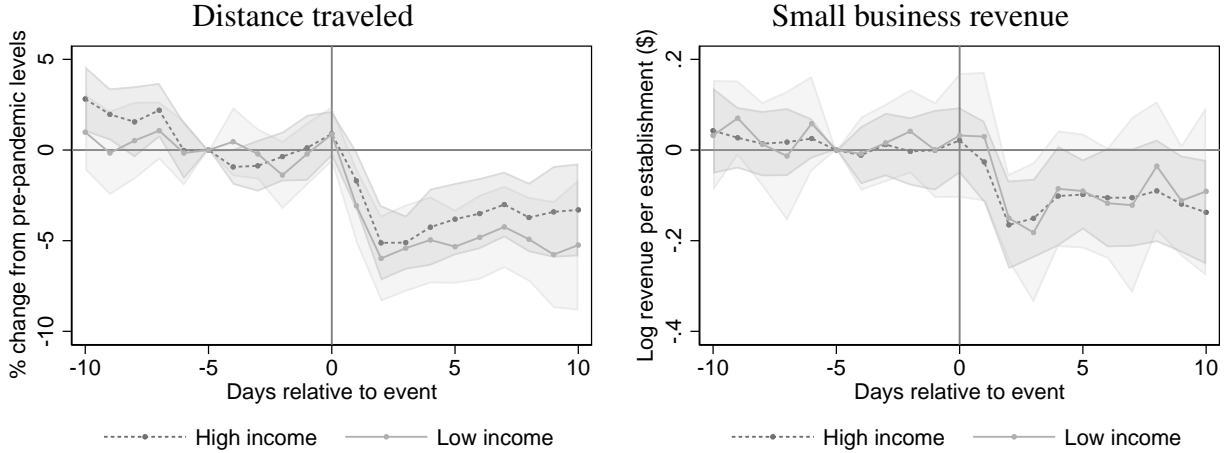 Distance traveled
% change from pre-pandemic levels
5
0
-5
-10
-10 -5 0 5 10
Days relative to event
High income Low income
Small business revenue
Log revenue per establishment ($)
.2
0
-.2
-.4
-10 -5 0 5 10
Days relative to event
High income Low income